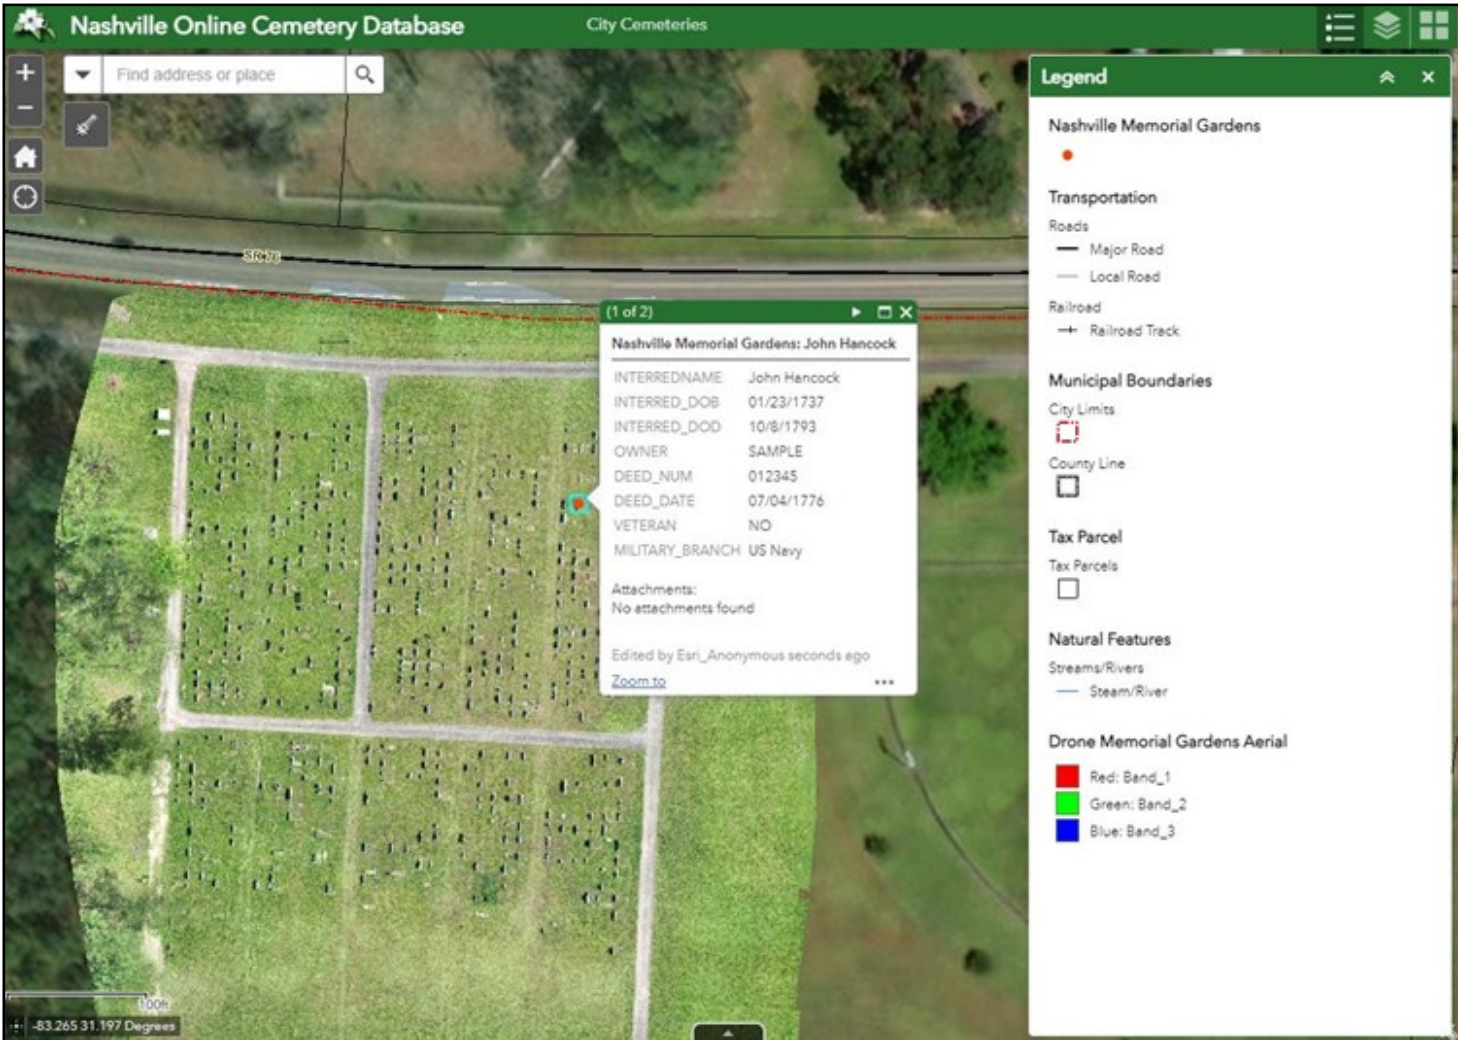 Nashville Online Cemetery Database
City Cemeteries
Find address or place
SR 76
(1 of 2)
Nashville Memorial Gardens: John Hancock
INTERREDNAME John Hancock
INTERRED_DOB 01/23/1737
INTERRED_DOD 10/8/1793
OWNER SAMPLE
DEED_NUM 012345
DEED_DATE 07/04/1776
VETERAN NO
MILITARY_BRANCH US Navy
Attachments:
No attachments found
Edited by Esri_Anonymous seconds ago
Zoom to
100ft
-83.265 31.197 Degrees
Legend
Nashville Memorial Gardens
Transportation
Roads
Major Road
Local Road
Railroad
Railroad Track
Municipal Boundaries
City Limits
County Line
Tax Parcel
Tax Parcels
Natural Features
Streams/Rivers
Steam/River
Drone Memorial Gardens Aerial
Red: Band_1
Green: Band_2
Blue: Band_3